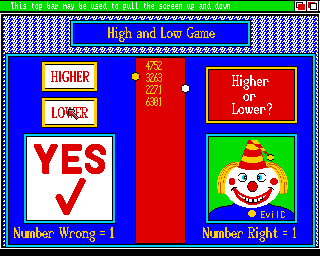 This top bar may be used to pull the screen up and down
High and Low Game
HIGHER
LOWER
4752
3263
2271
6301
Higher
or
Lower?
YES
EvilC
Number Wrong = 1
Number Right = 1